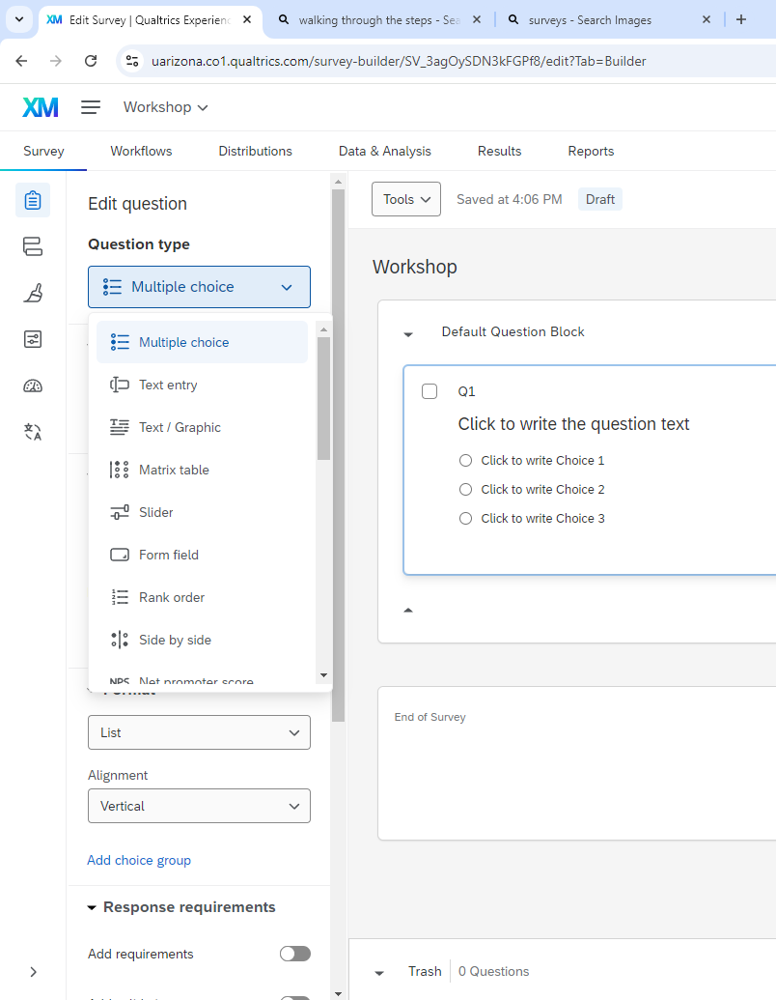 XM Edit Survey | Qualtrics Experienc
walking through the steps - Sea
surveys - Search Images
uarizona.co1.qualtrics.com/survey-builder/SV_3agOySDN3kFGPf8/edit?Tab=Builder
XM
Workshop
Survey
Workflows
Distributions
Data & Analysis
Results
Reports
Edit question
Question type
Multiple choice
Multiple choice
Text entry
Text / Graphic
Matrix table
Slider
Form field
Rank order
Side by side
NPS Net promoter score
Format
List
Alignment
Vertical
Add choice group
Response requirements
Add requirements
Tools
Saved at 4:06 PM
Draft
Workshop
Default Question Block
Q1
Click to write the question text
Click to write Choice 1
Click to write Choice 2
Click to write Choice 3
End of Survey
Trash
0 Questions